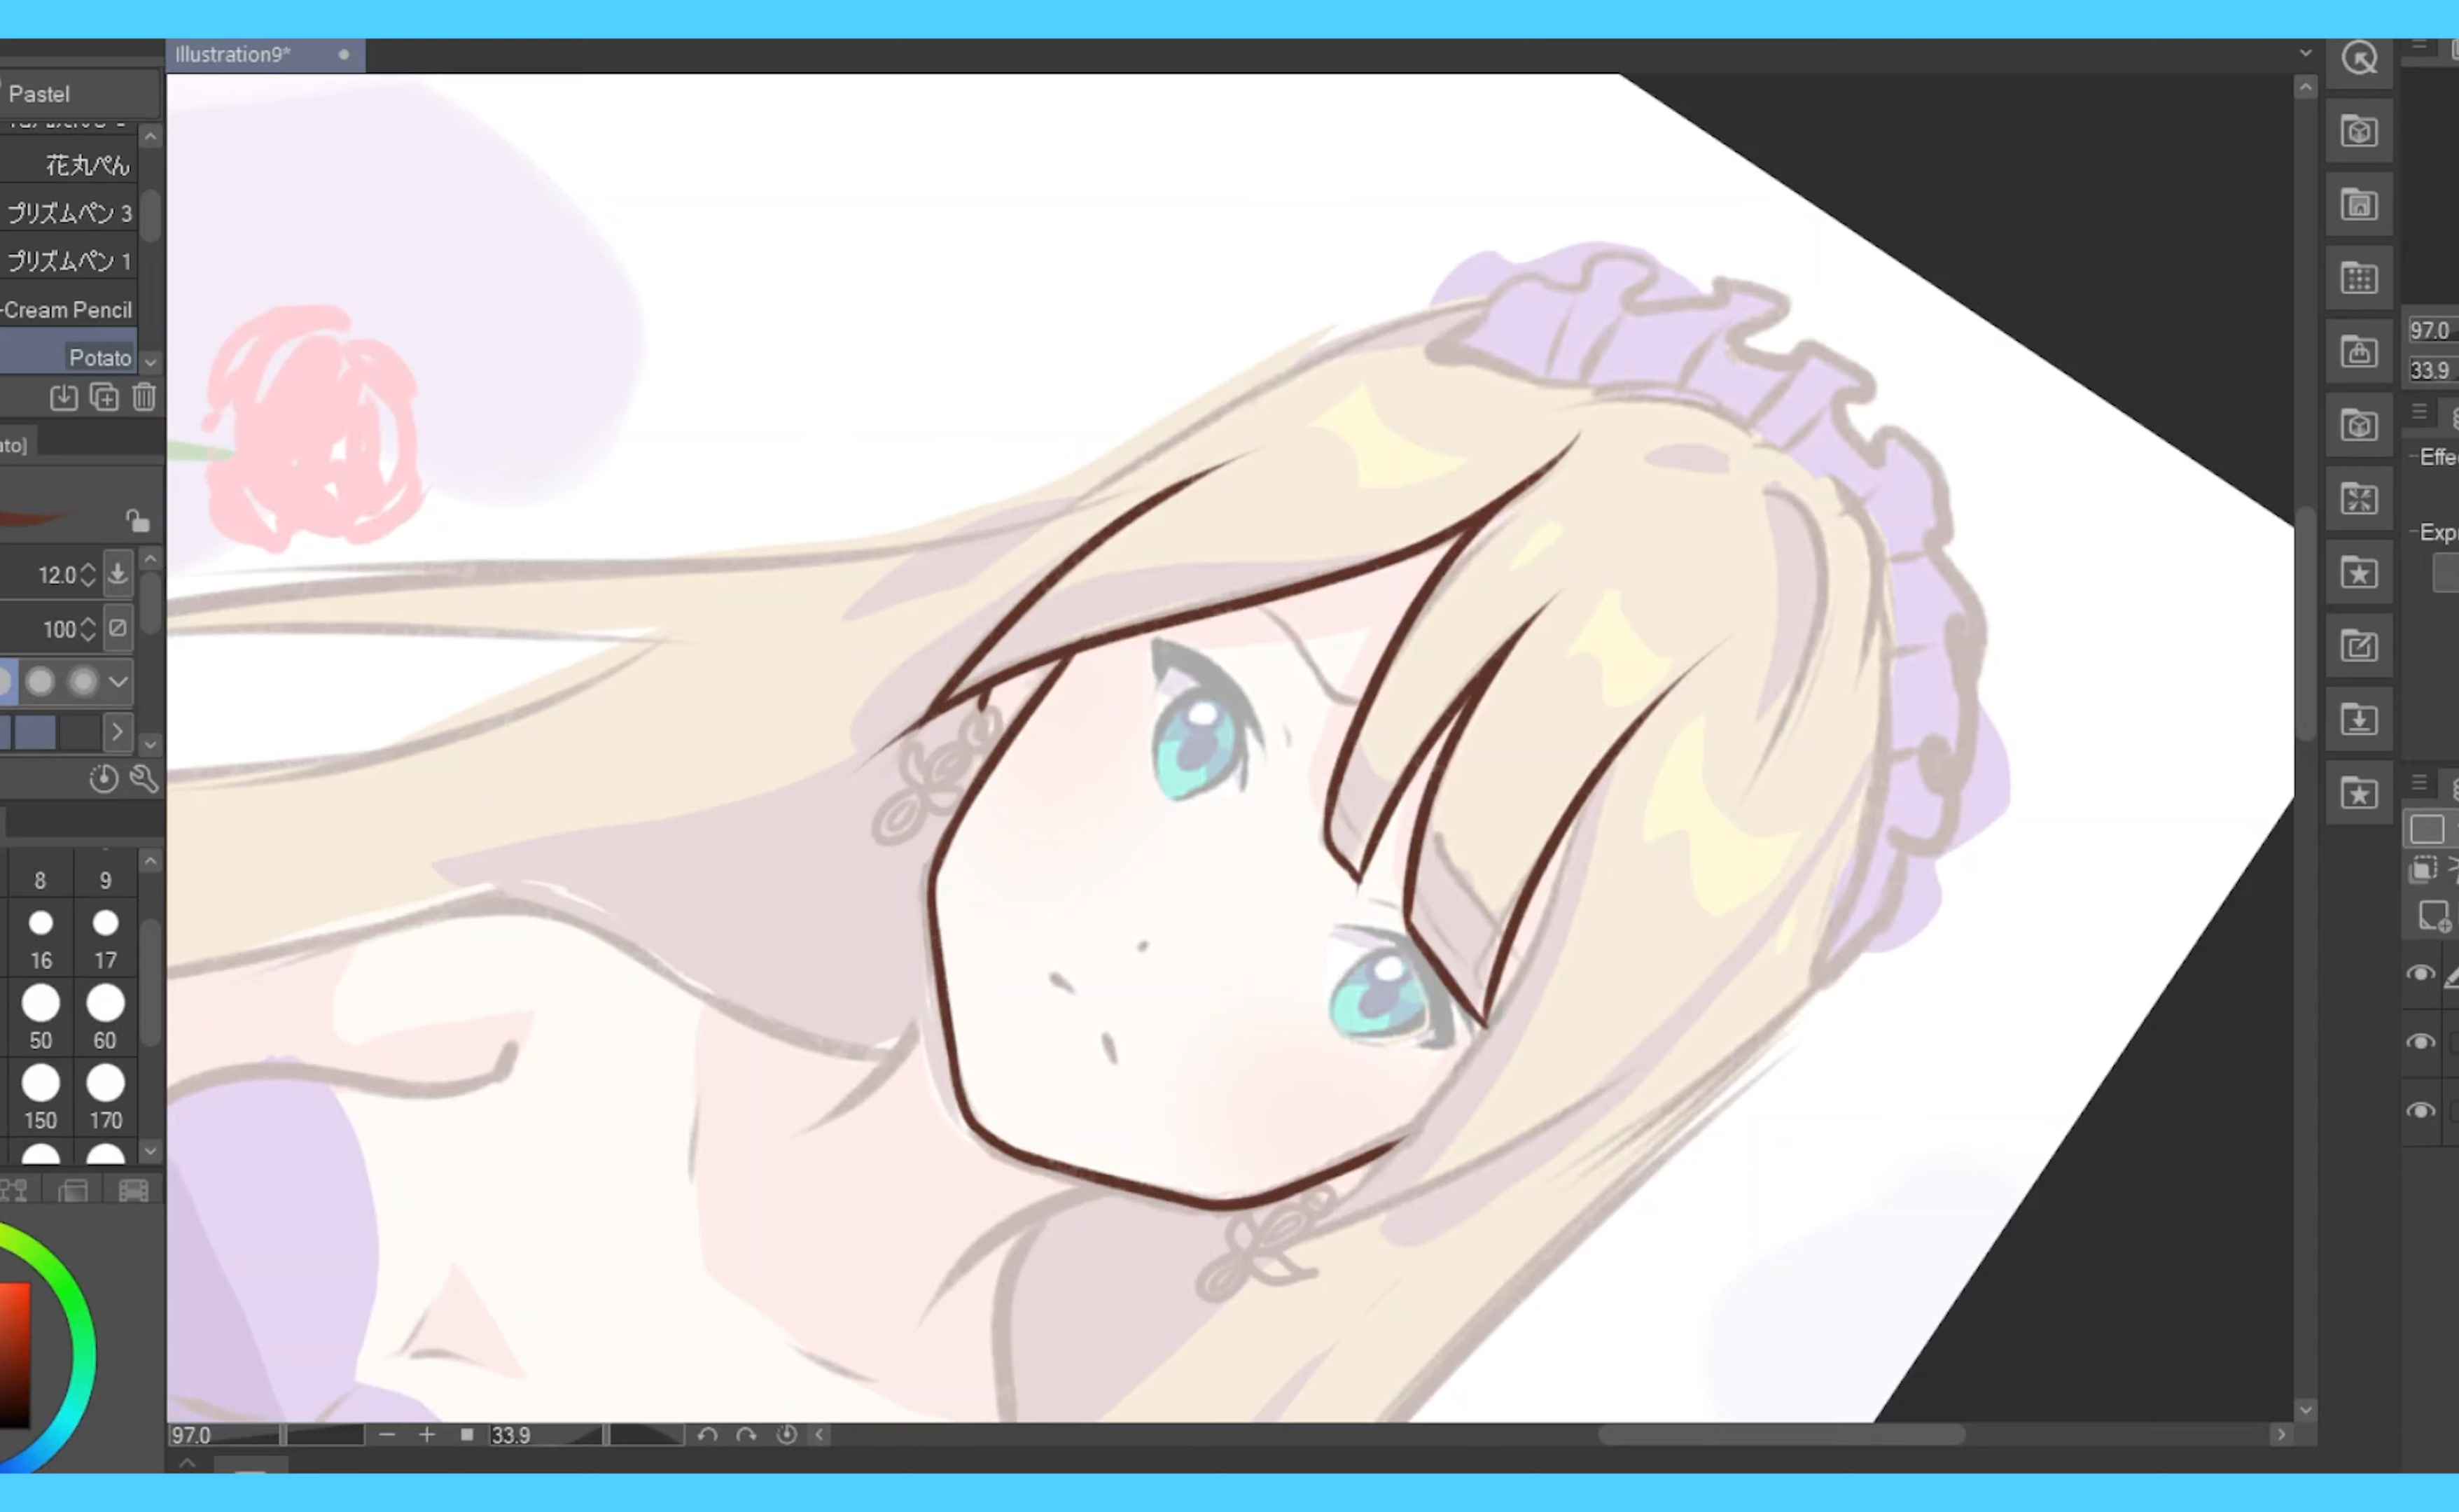 Illustration9*
Pastel
花丸ぺん
プリズムペン 3
プリズムペン 1
-Cream Pencil
Potato
ato]
12.0
100
8 9
16 17
50 60
150 170
97.0
33.9
Effe
Exp
97.0 33.9